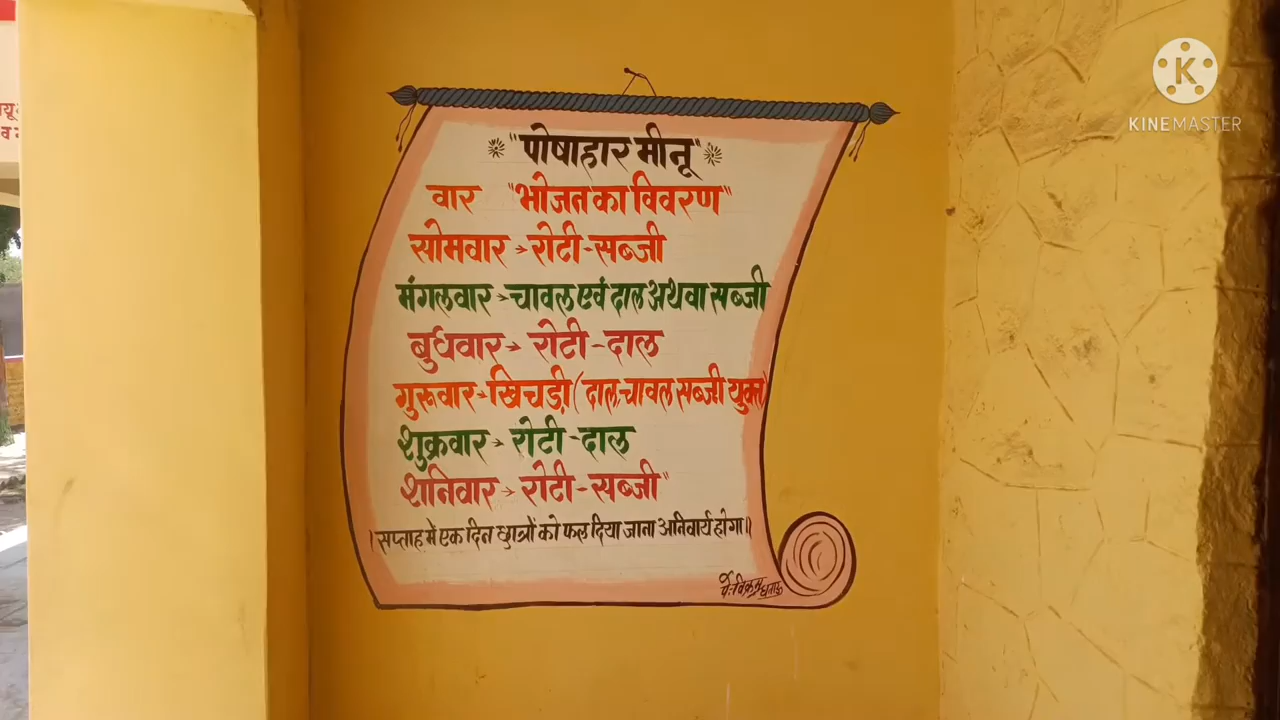 "पोषाहार मीनू"
वार "भोजन का विवरण"
सोमवार → रोटी - सब्जी
मंगलवार → चावल एवं दाल अथवा सब्जी
बुधवार → रोटी - दाल
गुरूवार → खिचड़ी (दाल, चावल सब्जी युक्त)
शुक्रवार → रोटी - दाल
शनिवार → रोटी - सब्जी"
। सप्ताह में एक दिन छात्रों को फल दिया जाना अनिवार्य होगा ॥
पे. विक्रम
K
KINEMASTER